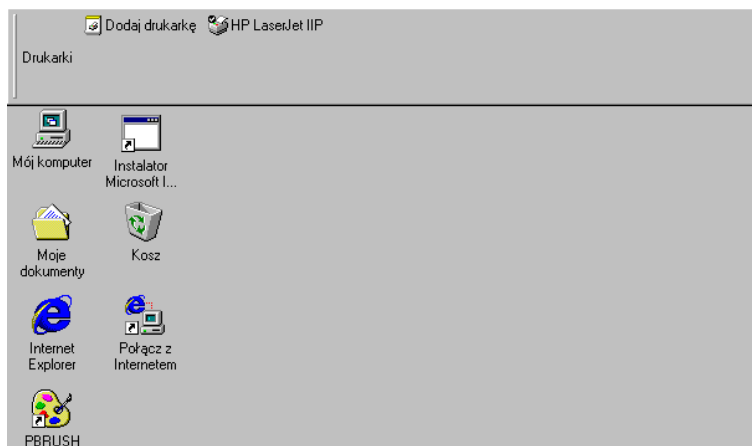 Dodaj drukarkę HP LaserJet IIP
Drukarki
Mój komputer
Instalator
Microsoft I...
Moje
dokumenty
Kosz
Internet
Explorer
Połącz z
Internetem
PBRUSH